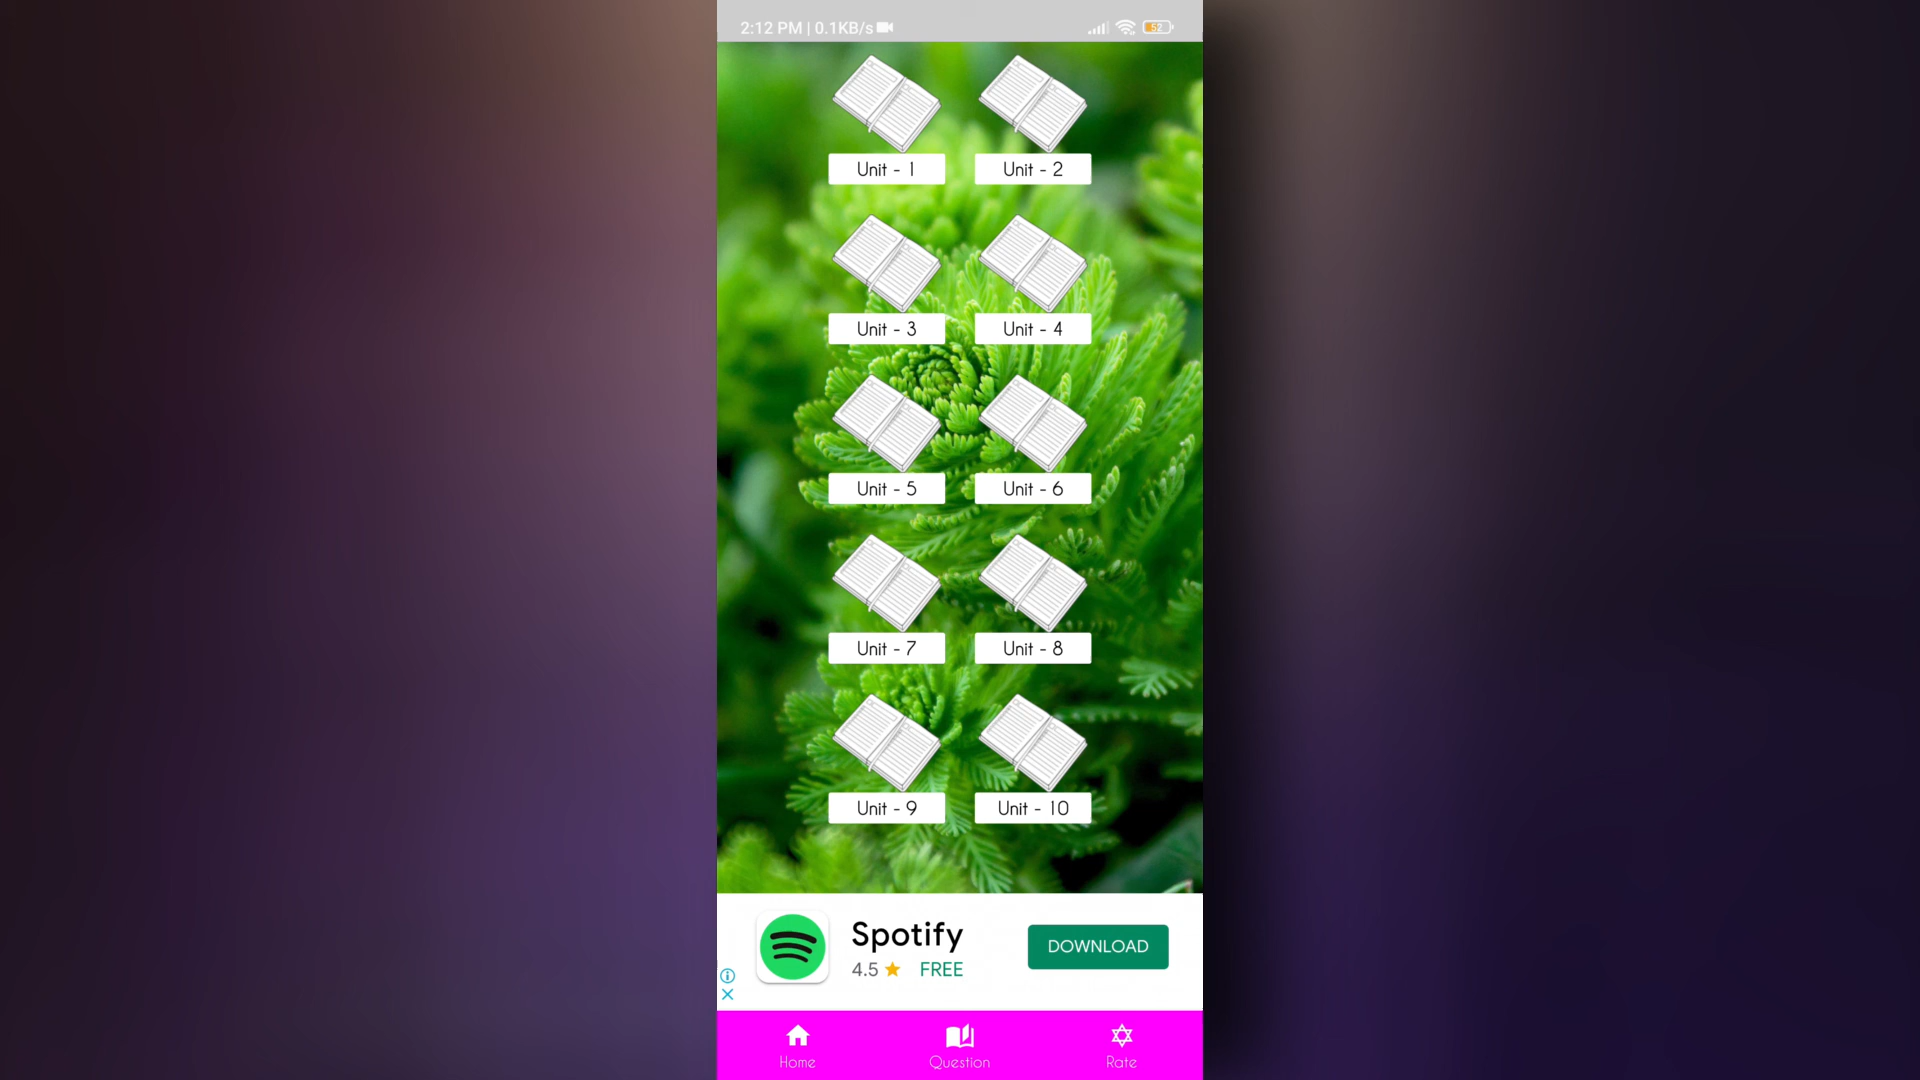 2:12 PM | 0.1KB/s
52
Unit - 1
Unit - 2
Unit - 3
Unit - 4
Unit - 5
Unit - 6
Unit - 7
Unit - 8
Unit - 9
Unit - 10
Spotify
4.5 ★ FREE
DOWNLOAD
Home
Question
Rate